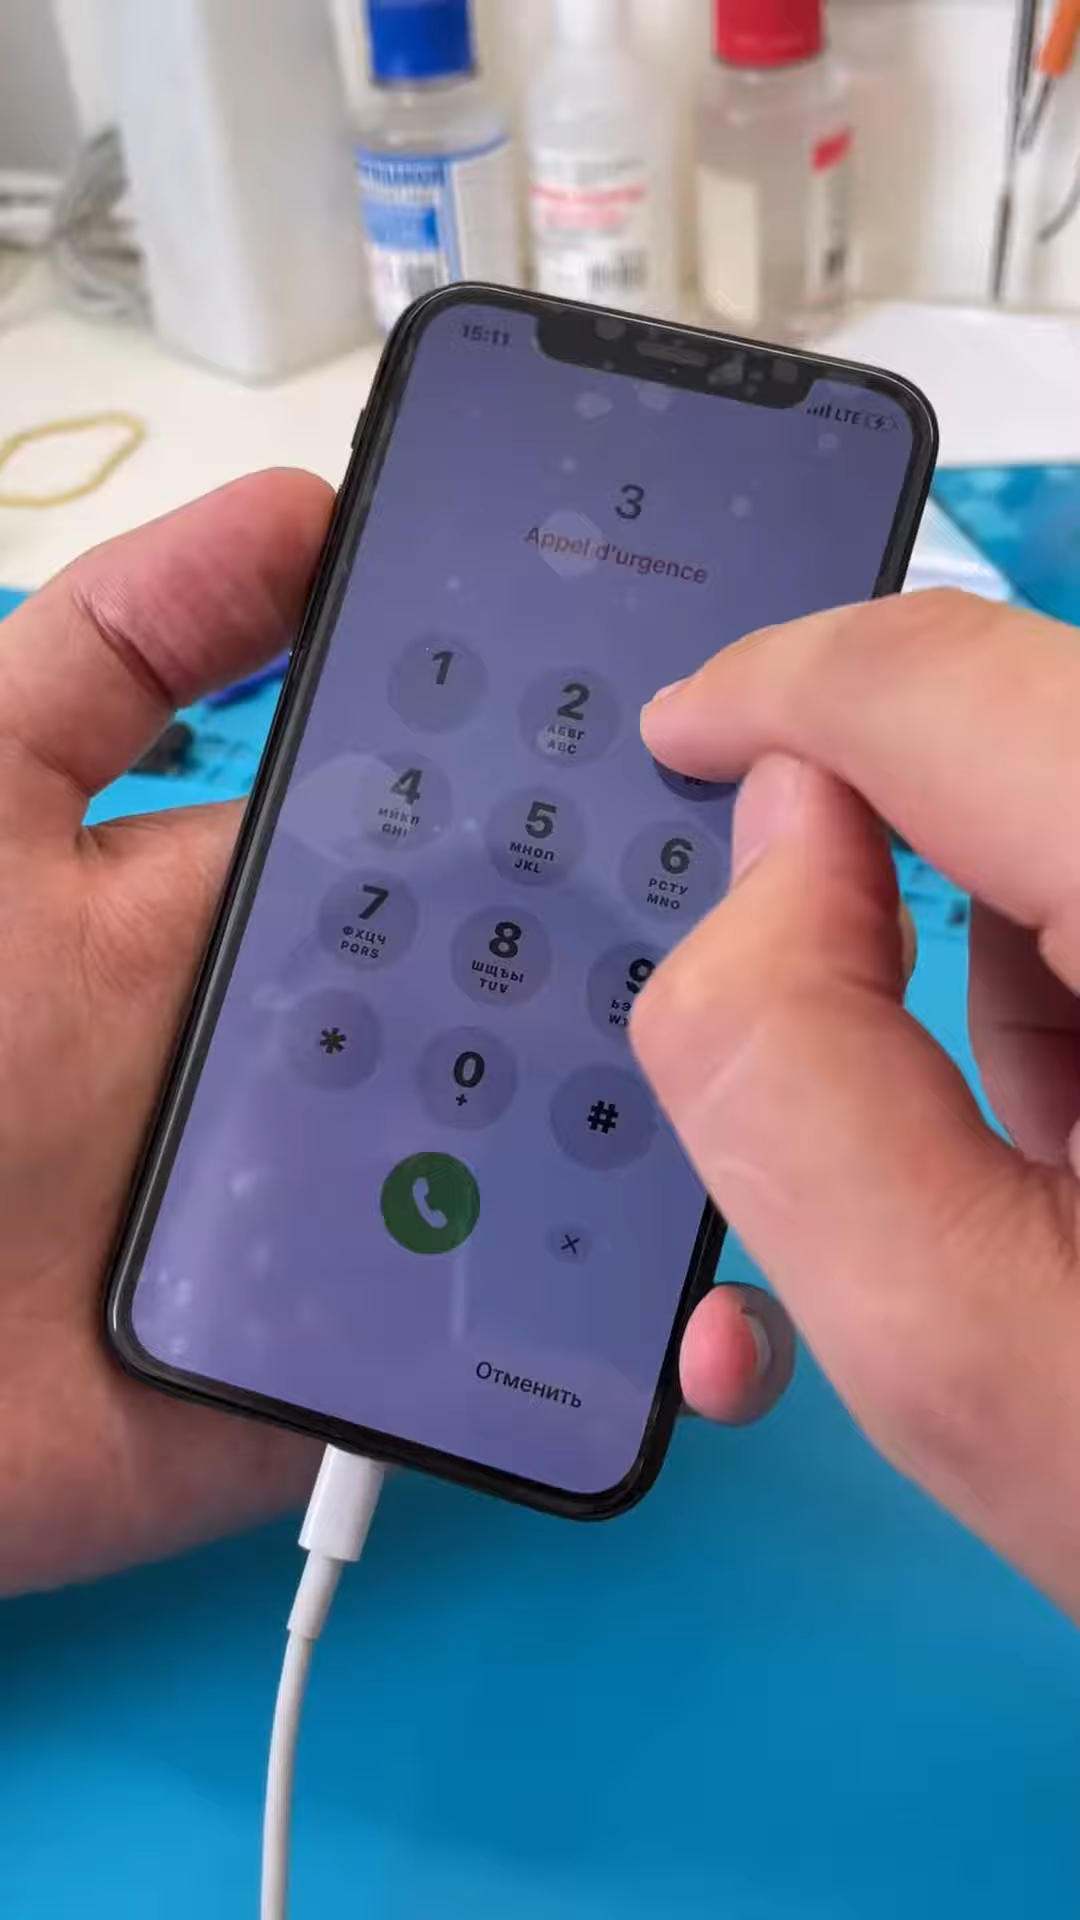 15:11
LTE
3
Appel d'urgence
1
2
АБВГ
ABC
4
ИЙКЛ
GHI
5
МНОП
JKL
6
РСТУ
MNO
7
ФХЦЧ
PQRS
8
ШЩЪЫ
TUV
9
*
0
+
#
Отменить